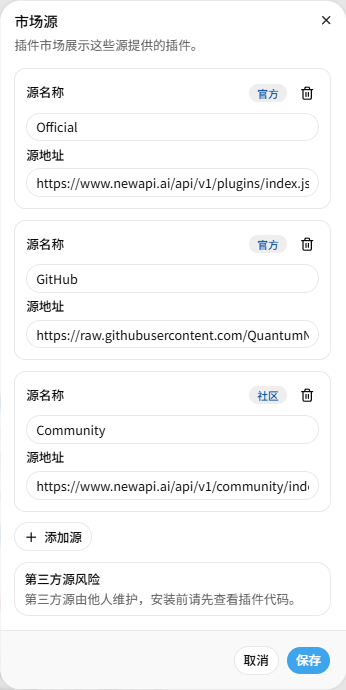 市场源
插件市场展示这些源提供的插件。
源名称
官方
Official
源地址
https://www.newapi.ai/api/v1/plugins/index.js
源名称
官方
GitHub
源地址
https://raw.githubusercontent.com/QuantumN
源名称
社区
Community
源地址
https://www.newapi.ai/api/v1/community/inde
+ 添加源
第三方源风险
第三方源由他人维护，安装前请先查看插件代码。
取消
保存